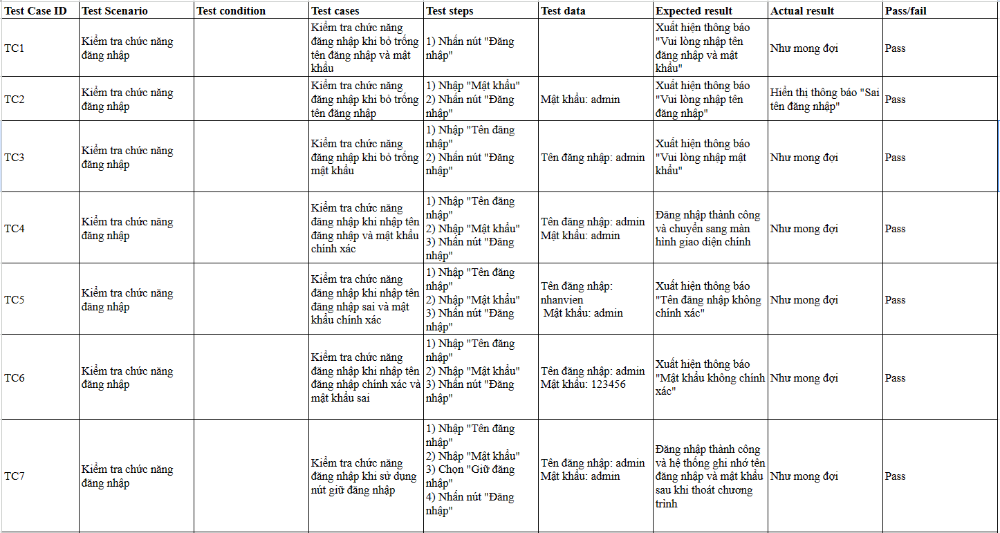 Test Case ID
Test Scenario
Test condition
Test cases
Test steps
Test data
Expected result
Actual result
Pass/fail
TC1
Kiểm tra chức năng
đăng nhập
Kiểm tra chức năng
đăng nhập khi bỏ trống
tên đăng nhập và mật
khẩu
1) Nhấn nút "Đăng
nhập"
Xuất hiện thông báo
"Vui lòng nhập tên
đăng nhập và mật
khẩu"
Như mong đợi
Pass
TC2
Kiểm tra chức năng
đăng nhập
Kiểm tra chức năng
đăng nhập khi bỏ trống
tên đăng nhập
1) Nhập "Mật khẩu"
2) Nhấn nút "Đăng
nhập"
Mật khẩu: admin
Xuất hiện thông báo
"Vui lòng nhập tên
đăng nhập"
Hiển thị thông báo "Sai
tên đăng nhập"
Pass
TC3
Kiểm tra chức năng
đăng nhập
Kiểm tra chức năng
đăng nhập khi bỏ trống
mật khẩu
1) Nhập "Tên đăng
nhập"
2) Nhấn nút "Đăng
nhập"
Tên đăng nhập: admin
Xuất hiện thông báo
"Vui lòng nhập mật
khẩu"
Như mong đợi
Pass
TC4
Kiểm tra chức năng
đăng nhập
Kiểm tra chức năng
đăng nhập khi nhập tên
đăng nhập và mật khẩu
chính xác
1) Nhập "Tên đăng
nhập"
2) Nhập "Mật khẩu"
3) Nhấn nút "Đăng
nhập"
Tên đăng nhập: admin
Mật khẩu: admin
Đăng nhập thành công
và chuyển sang màn
hình giao diện chính
Như mong đợi
Pass
TC5
Kiểm tra chức năng
đăng nhập
Kiểm tra chức năng
đăng nhập khi nhập tên
đăng nhập sai và mật
khẩu chính xác
1) Nhập "Tên đăng
nhập"
2) Nhập "Mật khẩu"
3) Nhấn nút "Đăng
nhập"
Tên đăng nhập:
nhanvien
Mật khẩu: admin
Xuất hiện thông báo
"Tên đăng nhập không
chính xác"
Như mong đợi
Pass
TC6
Kiểm tra chức năng
đăng nhập
Kiểm tra chức năng
đăng nhập khi nhập tên
đăng nhập chính xác và
mật khẩu sai
1) Nhập "Tên đăng
nhập"
2) Nhập "Mật khẩu"
3) Nhấn nút "Đăng
nhập"
Tên đăng nhập: admin
Mật khẩu: 123456
Xuất hiện thông báo
"Mật khẩu không chính
xác"
Như mong đợi
Pass
TC7
Kiểm tra chức năng
đăng nhập
Kiểm tra chức năng
đăng nhập khi sử dụng
nút giữ đăng nhập
1) Nhập "Tên đăng
nhập"
2) Nhập "Mật khẩu"
3) Chọn "Giữ đăng
nhập"
4) Nhấn nút "Đăng
nhập"
Tên đăng nhập: admin
Mật khẩu: admin
Đăng nhập thành công
và hệ thống ghi nhớ tên
đăng nhập và mật khẩu
sau khi thoát chương
trình
Như mong đợi
Pass